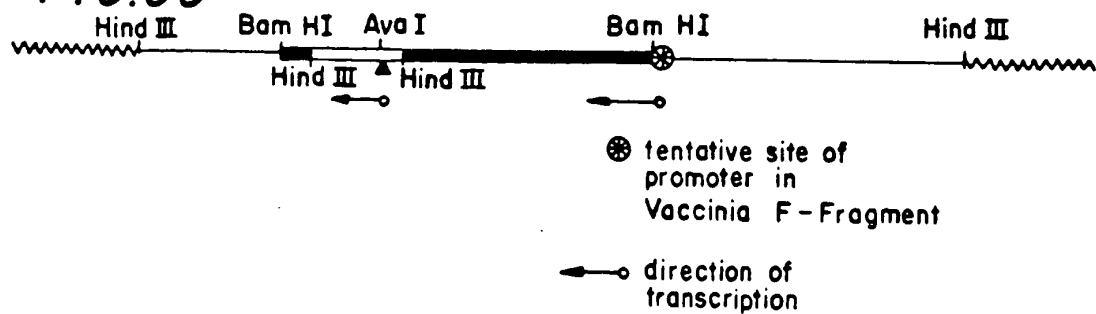 Hind III Bam HI Ava I Bam HI Hind III
Hind III Hind III
tentative site of
promoter in
Vaccinia F-Fragment
direction of
transcription